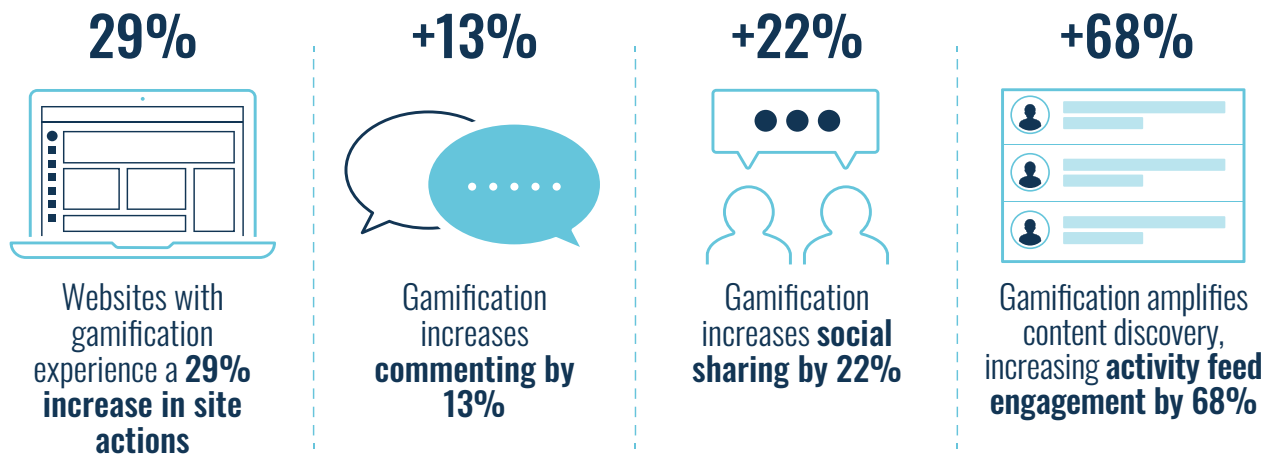 29%
Websites with
gamification
experience a 29%
increase in site
actions
+13%
Gamification
increases
commenting by
13%
+22%
Gamification
increases social
sharing by 22%
+68%
Gamification amplifies
content discovery,
increasing activity feed
engagement by 68%